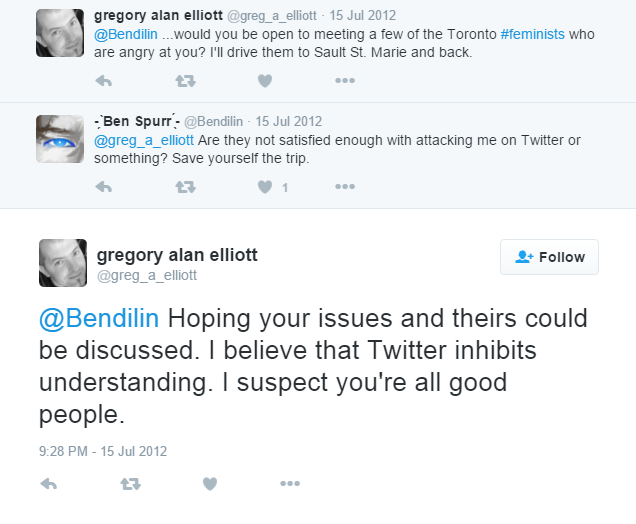 gregory alan elliott @greg_a_elliott · 15 Jul 2012
@Bendilin ...would you be open to meeting a few of the Toronto #feminists who
are angry at you? I'll drive them to Sault St. Marie and back.
-̀Ben Spurŕ- @Bendilin · 15 Jul 2012
@greg_a_elliott Are they not satisfied enough with attacking me on Twitter or
something? Save yourself the trip.
1
gregory alan elliott
@greg_a_elliott
Follow
@Bendilin Hoping your issues and theirs could
be discussed. I believe that Twitter inhibits
understanding. I suspect you're all good
people.
9:28 PM - 15 Jul 2012